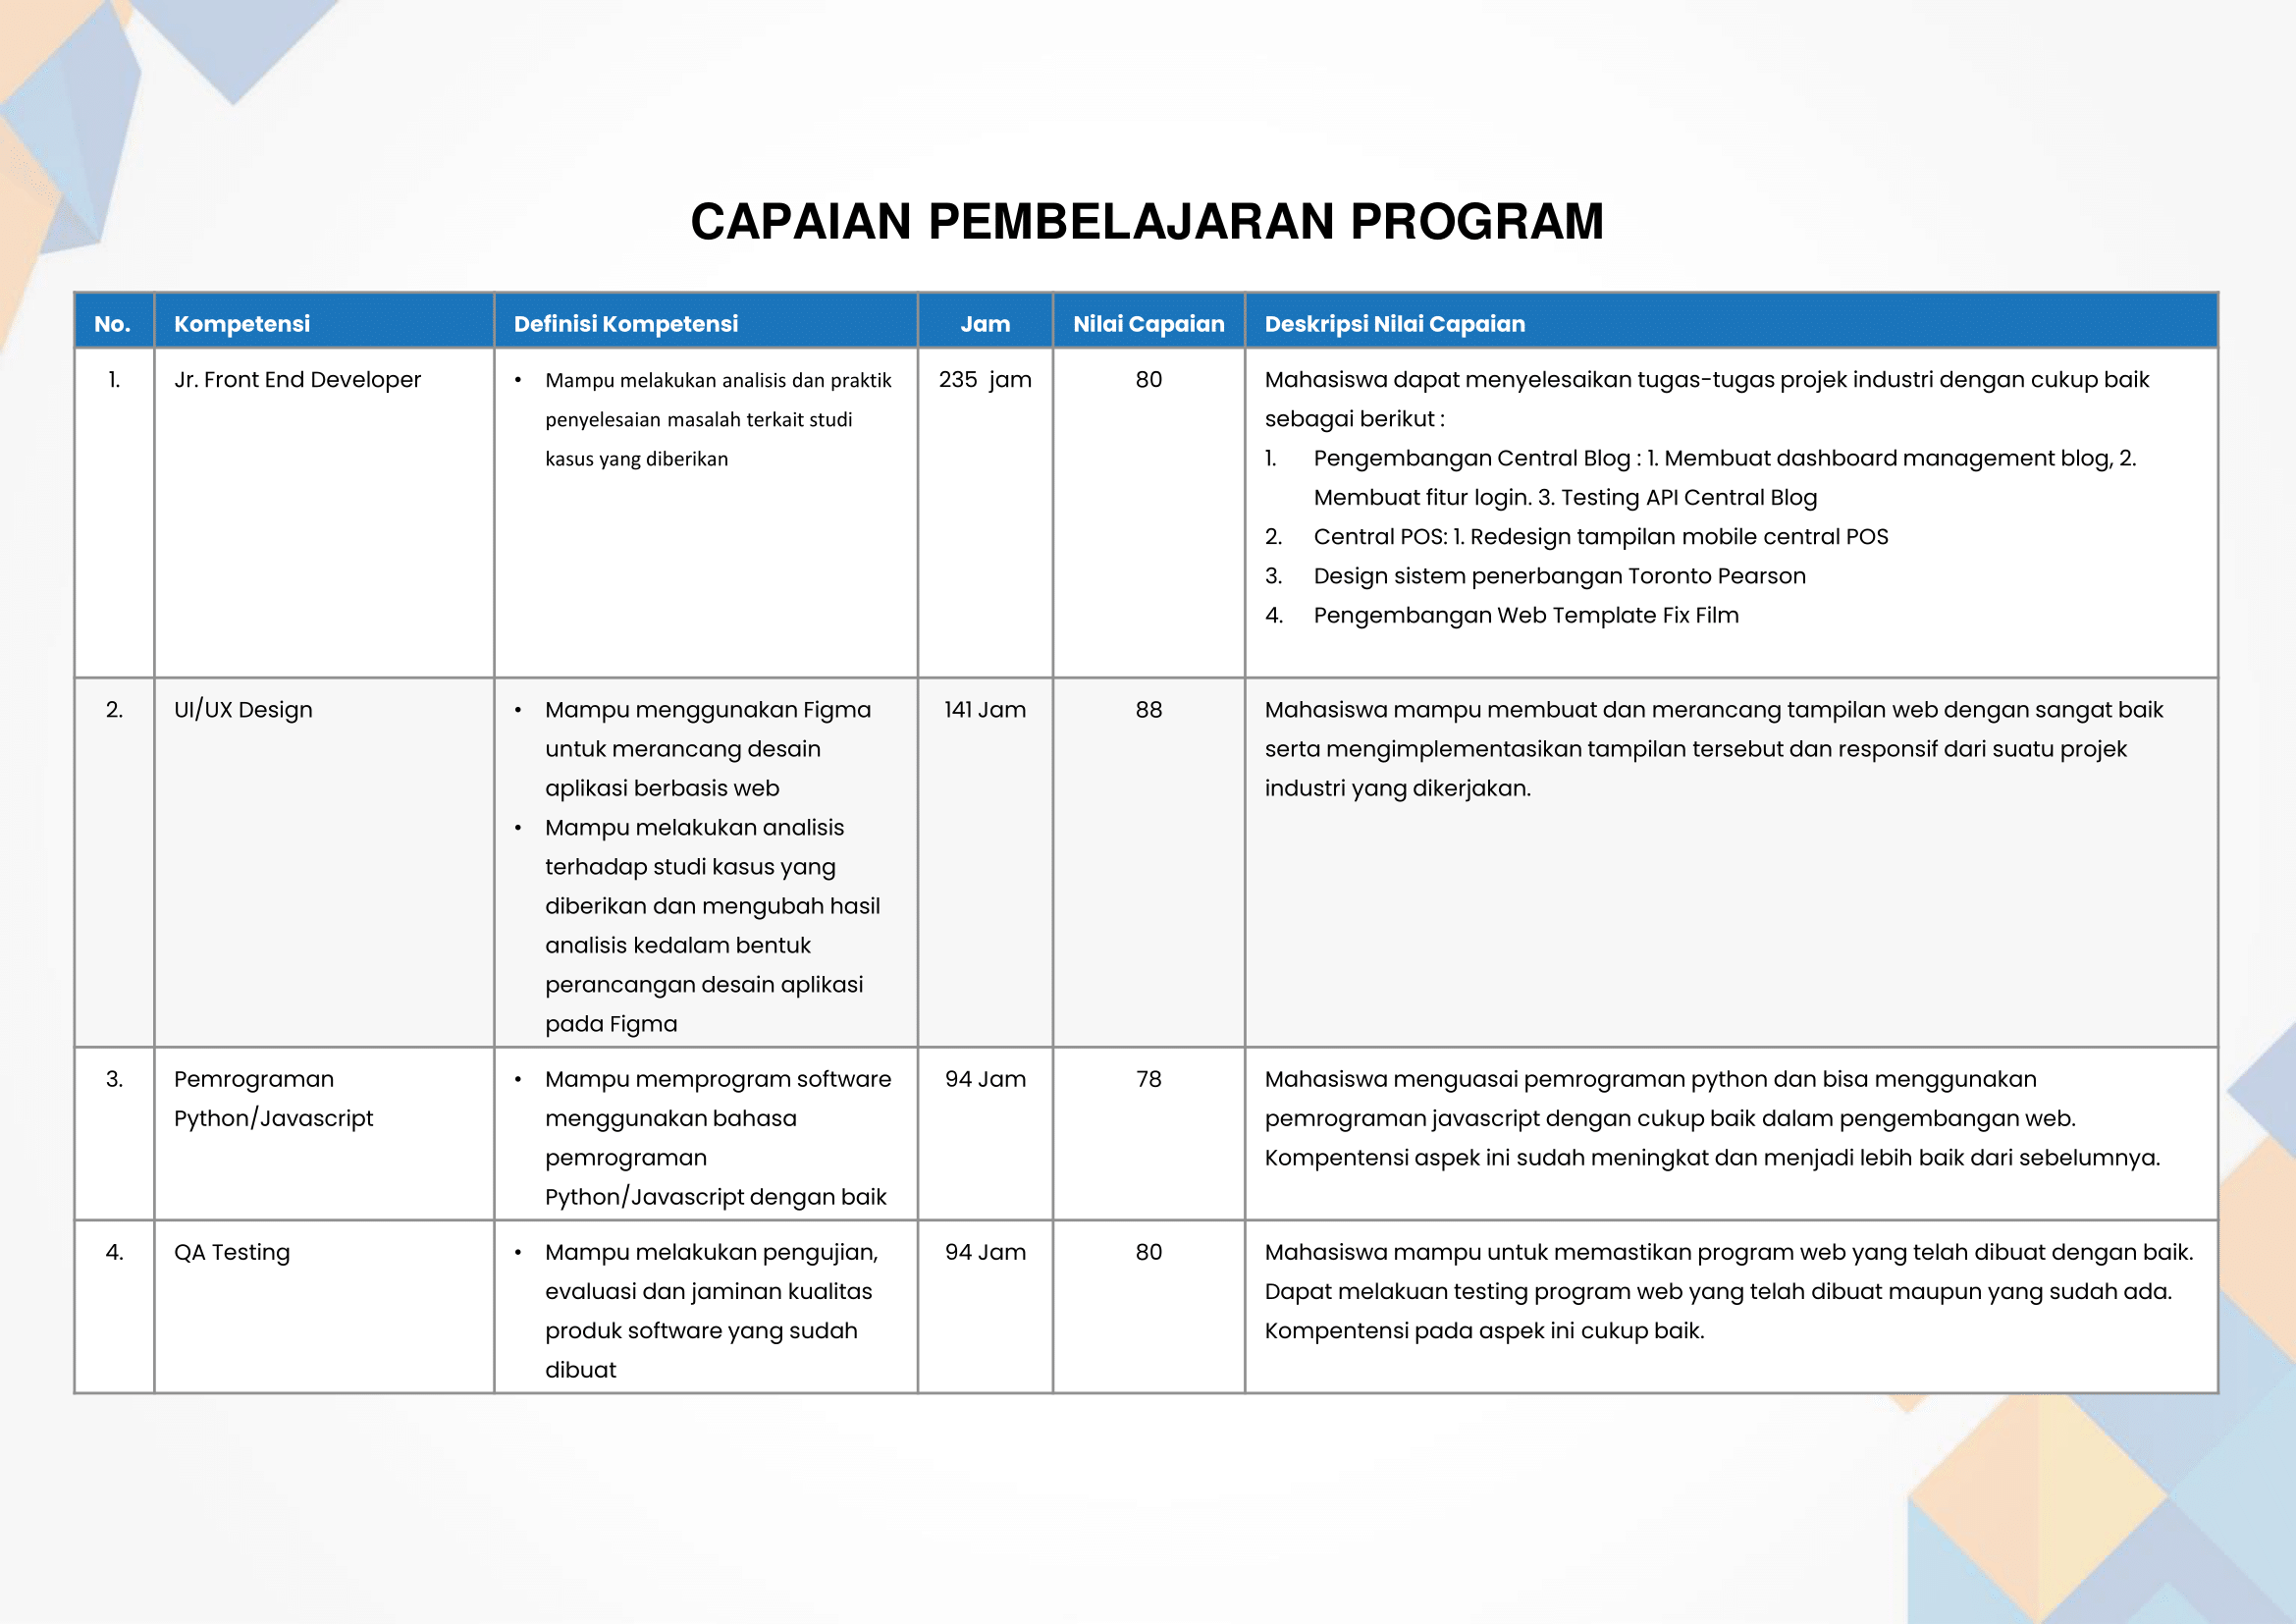 CAPAIAN PEMBELAJARAN PROGRAM
No. Kompetensi Definisi Kompetensi Jam Nilai Capaian Deskripsi Nilai Capaian
1. Jr. Front End Developer • Mampu melakukan analisis dan praktik 235 jam 80 Mahasiswa dapat menyelesaikan tugas-tugas projek industri dengan cukup baik
penyelesaian masalah terkait studi sebagai berikut :
kasus yang diberikan 1. Pengembangan Central Blog : 1. Membuat dashboard management blog, 2.
Membuat fitur login. 3. Testing API Central Blog
2. Central POS: 1. Redesign tampilan mobile central POS
3. Design sistem penerbangan Toronto Pearson
4. Pengembangan Web Template Fix Film
2. UI/UX Design • Mampu menggunakan Figma 141 Jam 88 Mahasiswa mampu membuat dan merancang tampilan web dengan sangat baik
untuk merancang desain serta mengimplementasikan tampilan tersebut dan responsif dari suatu projek
aplikasi berbasis web industri yang dikerjakan.
• Mampu melakukan analisis
terhadap studi kasus yang
diberikan dan mengubah hasil
analisis kedalam bentuk
perancangan desain aplikasi
pada Figma
3. Pemrograman • Mampu memprogram software 94 Jam 78 Mahasiswa menguasai pemrograman python dan bisa menggunakan
Python/Javascript menggunakan bahasa pemrograman javascript dengan cukup baik dalam pengembangan web.
pemrograman Kompentensi aspek ini sudah meningkat dan menjadi lebih baik dari sebelumnya.
Python/Javascript dengan baik
4. QA Testing • Mampu melakukan pengujian, 94 Jam 80 Mahasiswa mampu untuk memastikan program web yang telah dibuat dengan baik.
evaluasi dan jaminan kualitas Dapat melakuan testing program web yang telah dibuat maupun yang sudah ada.
produk software yang sudah Kompentensi pada aspek ini cukup baik.
dibuat